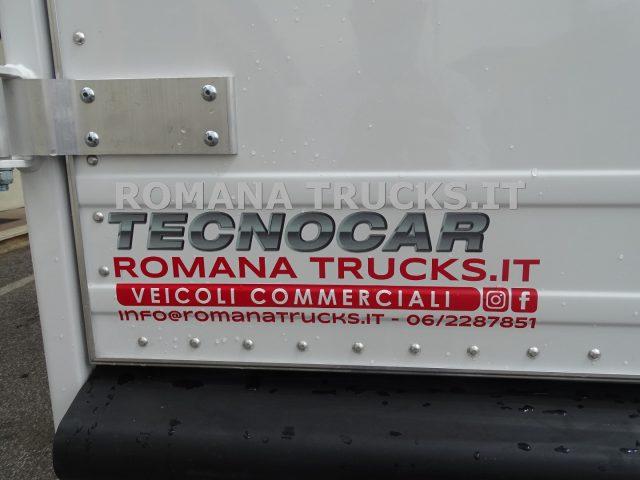 ROMANA TRUCKS.IT
TECNOCAR
ROMANA TRUCKS.IT
VEICOLI COMMERCIALI
INFO@ROMANATRUCKS.IT - 06/2287851